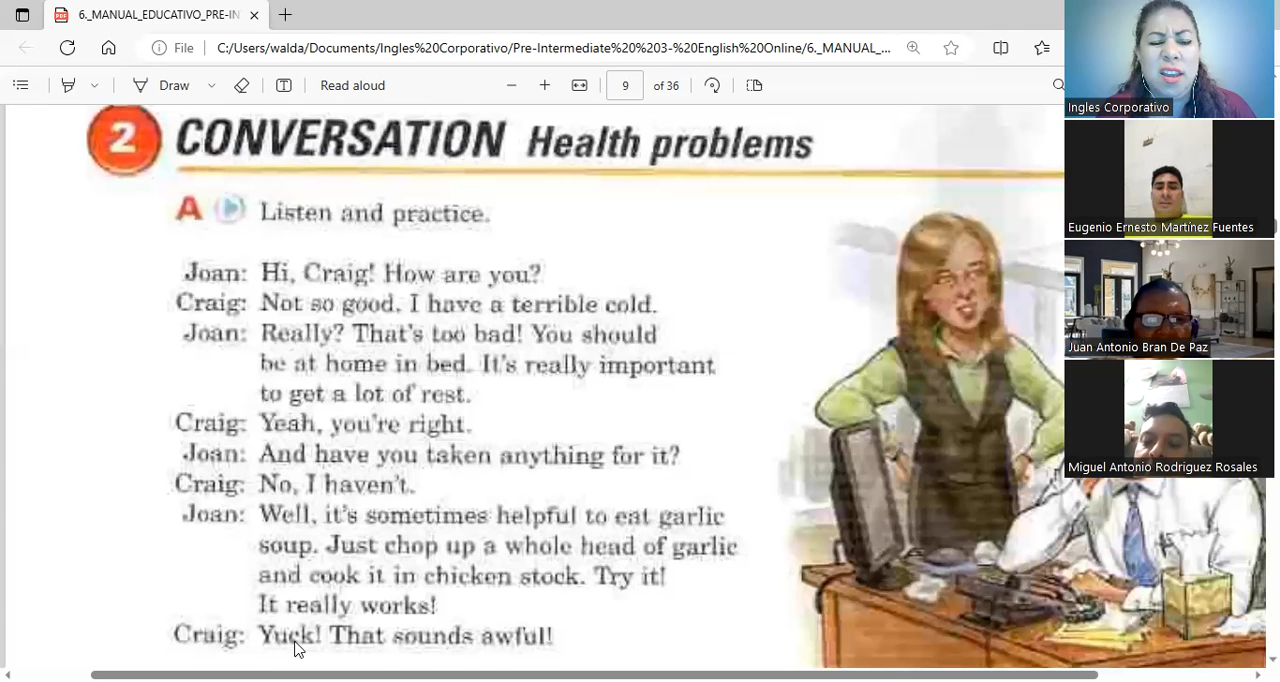 6._MANUAL_EDUCATIVO_PRE-IN
File
C:/Users/walda/Documents/Ingles%20Corporativo/Pre-Intermediate%20%203-%20English%20Online/6._MANUAL_...
Draw
Read aloud
9
of 36
2 CONVERSATION Health problems
A Listen and practice.
Joan: Hi, Craig! How are you?
Craig: Not so good. I have a terrible cold.
Joan: Really? That's too bad! You should
be at home in bed. It's really important
to get a lot of rest.
Craig: Yeah, you're right.
Joan: And have you taken anything for it?
Craig: No, I haven't.
Joan: Well, it's sometimes helpful to eat garlic
soup. Just chop up a whole head of garlic
and cook it in chicken stock. Try it!
It really works!
Craig: Yuck! That sounds awful!
Ingles Corporativo
Eugenio Ernesto Martínez Fuentes
Juan Antonio Bran De Paz
Miguel Antonio Rodriguez Rosales